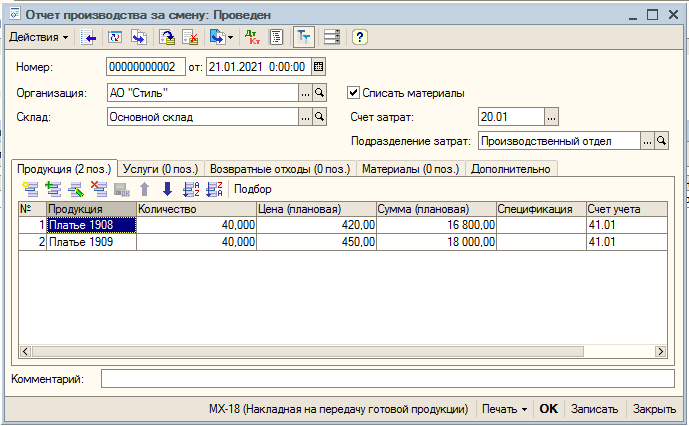 Отчет производства за смену: Проведен
Действия
Дт Кт
Номер: 00000000002 от: 21.01.2021 0:00:00
Организация: АО "Стиль" ... Списать материалы
Склад: Основной склад ... Счет затрат: 20.01 ...
Подразделение затрат: Производственный отдел ...
Продукция (2 поз.) Услуги (0 поз.) Возвратные отходы (0 поз.) Материалы (0 поз.) Дополнительно
Подбор
№ Продукция Количество Цена (плановая) Сумма (плановая) Спецификация Счет учета
1 Платье 1908 40,000 420,00 16 800,00 41.01
2 Платье 1909 40,000 450,00 18 000,00 41.01
Комментарий:
МХ-18 (Накладная на передачу готовой продукции) Печать OK Записать Закрыть